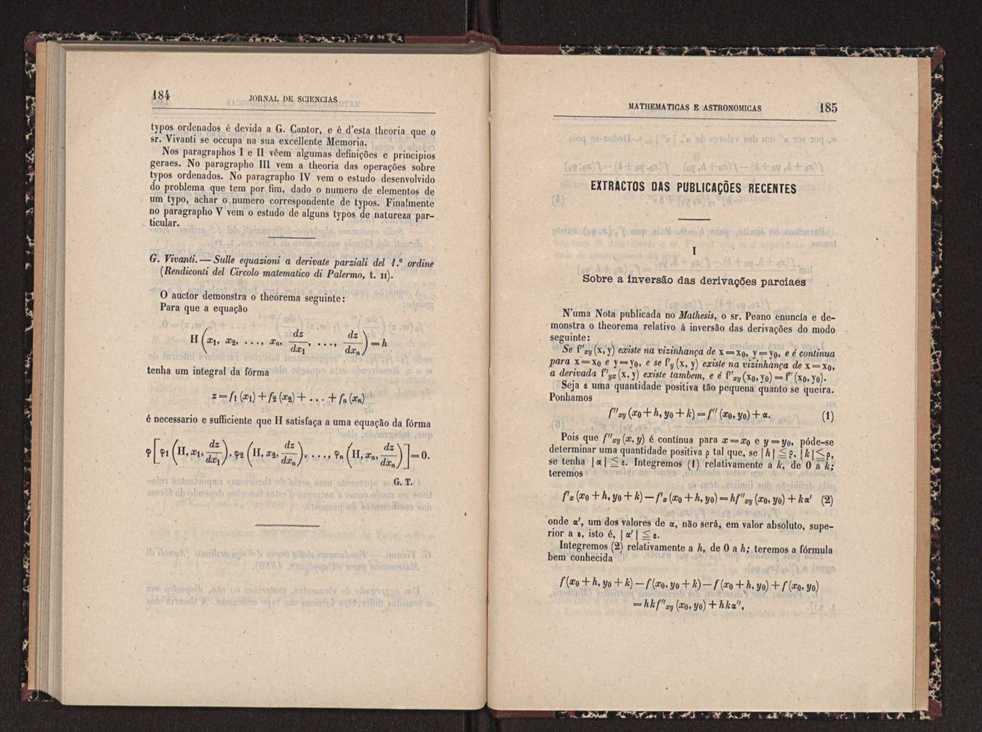 184
JORNAL DE SCIENCIAS
typos ordenados é devida a G. Cantor, e é d'esta theoria que o
sr. Vivanti se occupa na sua excellente Memoria.
Nos paragraphos I e II vêem algumas definições e principios
geraes. No paragrapho III vem a theoria das operações sobre
typos ordenados. No paragrapho IV vem o estudo desenvolvido
do problema que tem por fim, dado o numero de elementos de
um typo, achar o numero correspondente de typos. Finalmente
no paragrapho V vem o estudo de alguns typos de natureza par-
ticular.
G. Vivanti. — Sulle equazioni a derivate parziali del 1.º ordine
(Rendiconti del Circolo matematico di Palermo, t. II).
O auctor demonstra o theorema seguinte:
Para que a equação
H (x₁, x₂, ..., xₙ, dz/dx₁, ..., dz/dxₙ) = h
tenha um integral da fórma
z = f₁(x₁) + f₂(x₂) + ... + fₙ(xₙ)
é necessario e sufficiente que H satisfaça a uma equação da fórma
φ [φ₁(H, x₁, dz/dx₁), φ₂(H, x₂, dz/dxₙ), ..., φₙ(H, xₙ, dz/dxₙ)] = 0.
G. T.
MATHEMATICAS E ASTRONOMICAS
185
EXTRACTOS DAS PUBLICAÇÕES RECENTES
I
Sobre a inversão das derivações parciaes
N'uma Nota publicada no Mathesis, o sr. Peano enuncia e de-
monstra o theorema relativo á inversão das derivações do modo
seguinte:
Se f''xy (x, y) existe na vizinhança de x = x₀, y = y₀, e é continua
para x = x₀ e y = y₀, e se f'y (x, y) existe na vizinhança de x = x₀,
a derivada f''yx (x, y) existe tambem, e é f''xy (x₀, y₀) = f'' (x₀, y₀).
Seja ε uma quantidade positiva tão pequena quanto se queira.
Ponhamos
f''xy (x₀ + h, y₀ + k) = f'' (x₀, y₀) + α. (1)
Pois que f''xy (x, y) é contínua para x = x₀ e y = y₀, póde-se
determinar uma quantidade positiva ρ tal que, se |h| ≦ ρ, |k| ≦ ρ,
se tenha |α| ≦ ε. Integremos (1) relativamente a k, de 0 a k;
teremos
f'x (x₀ + h, y₀ + k) — f'x (x₀ + h, y₀) = hf''xy (x₀, y₀) + kα' (2)
onde α', um dos valores de α, não será, em valor absoluto, supe-
rior a ε, isto é, |α'| ≦ ε.
Integremos (2) relativamente a h, de 0 a h; teremos a fórmula
bem conhecida
f(x₀ + h, y₀ + k) — f(x₀, y₀ + k) — f(x₀ + h, y₀) + f(x₀, y₀)
= hkf''xy (x₀, y₀) + hkα'',